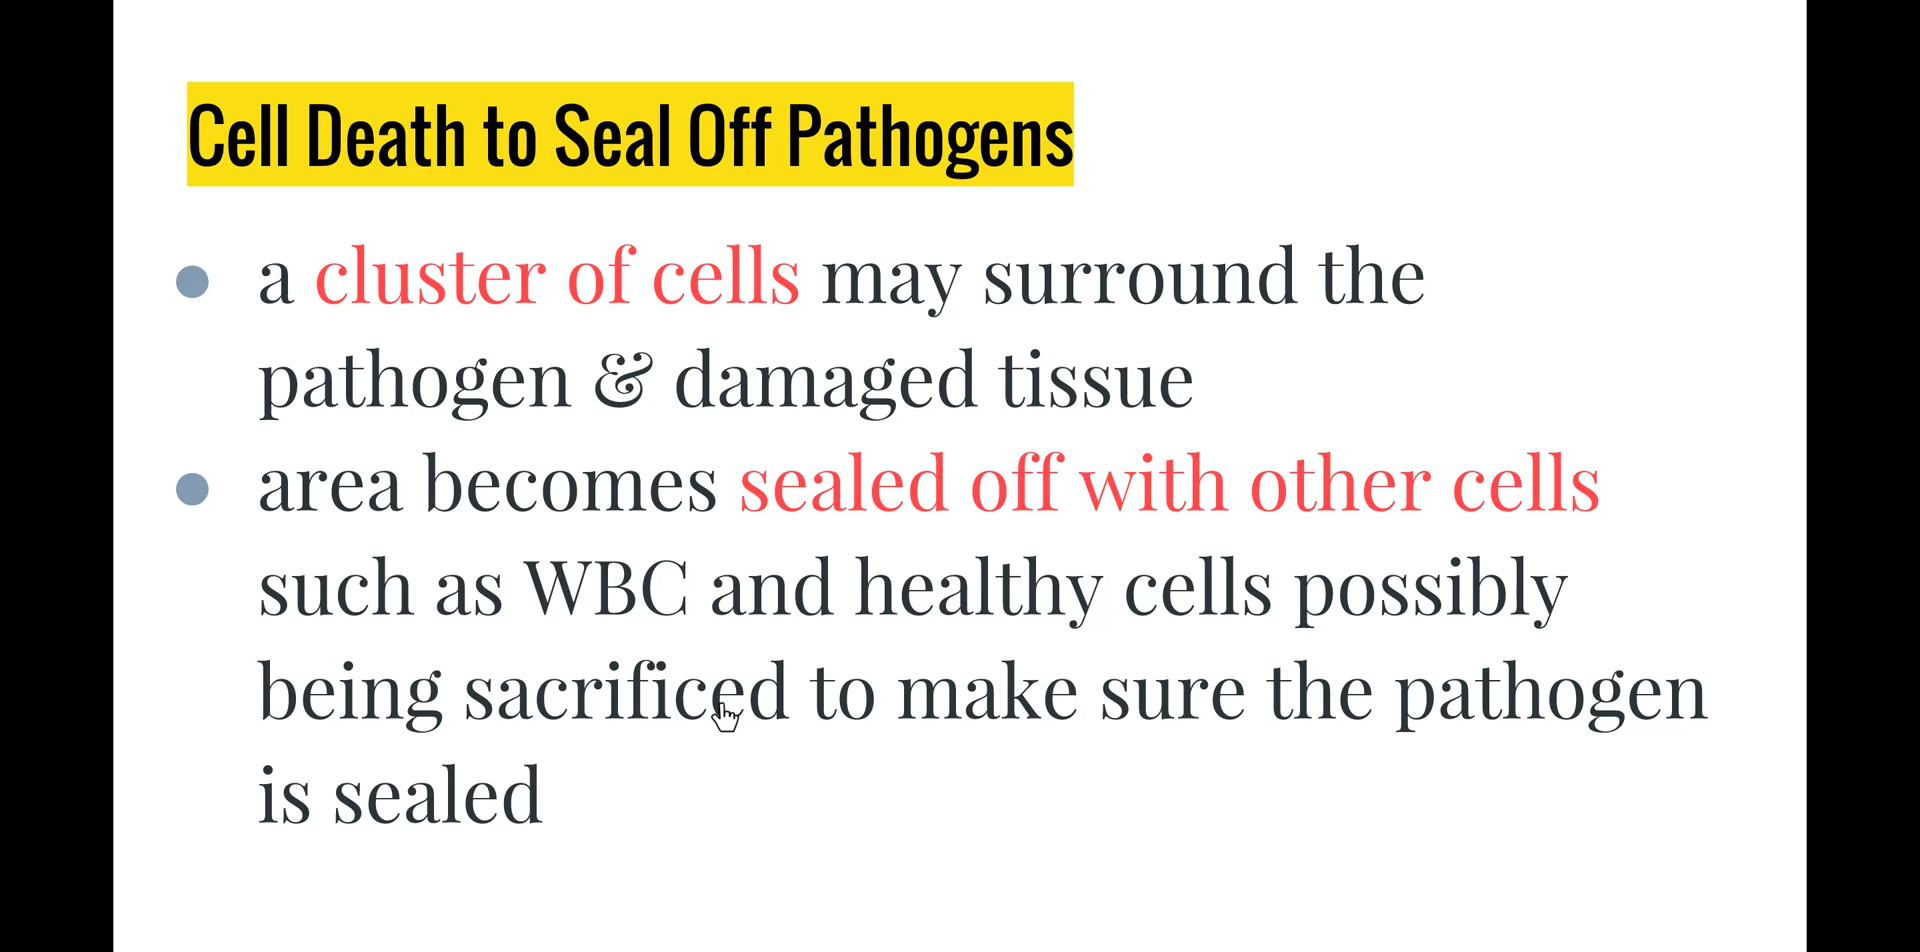 Cell Death to Seal Off Pathogens
a cluster of cells may surround the
pathogen & damaged tissue
area becomes sealed off with other cells
such as WBC and healthy cells possibly
being sacrificed to make sure the pathogen
is sealed